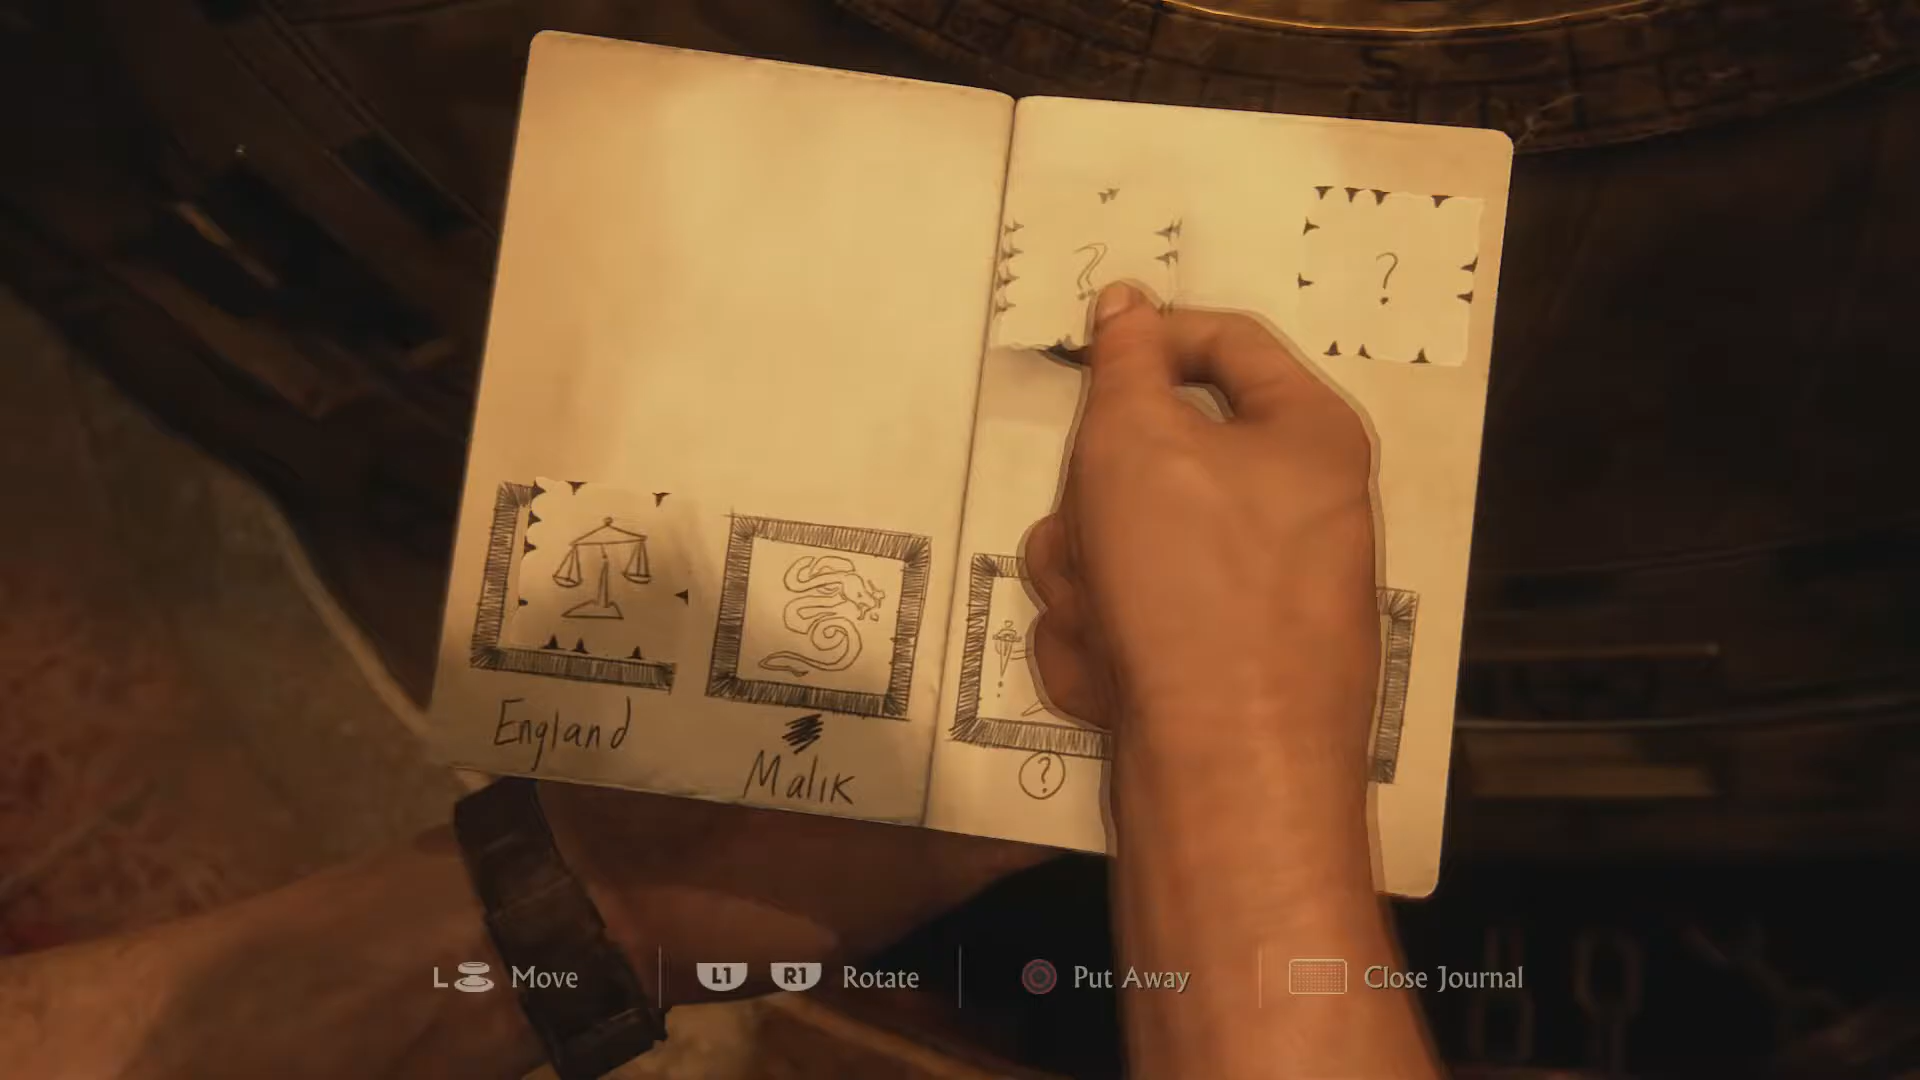 ?
?
England
Malik
?
L Move
L1 R1 Rotate
Put Away
Close Journal